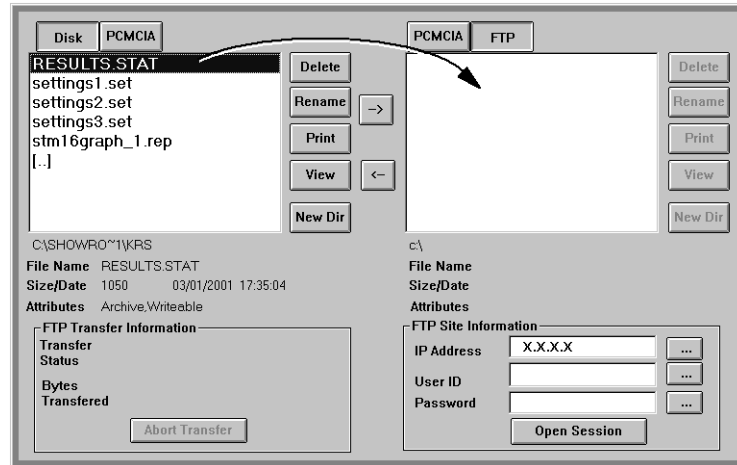 Disk PCMCIA
RESULTS.STAT
settings1.set
settings2.set
settings3.set
stm16graph_1.rep
[..]
Delete
Rename
Print
View
New Dir
–>
<–
C:\SHOWRO~1\KRS
File Name RESULTS.STAT
Size/Date 1050 03/01/2001 17:35:04
Attributes Archive,Writeable
FTP Transfer Information
Transfer
Status
Bytes
Transfered
Abort Transfer
PCMCIA FTP
Delete
Rename
Print
View
New Dir
c:\
File Name
Size/Date
Attributes
FTP Site Information
IP Address X.X.X.X ...
User ID ...
Password ...
Open Session